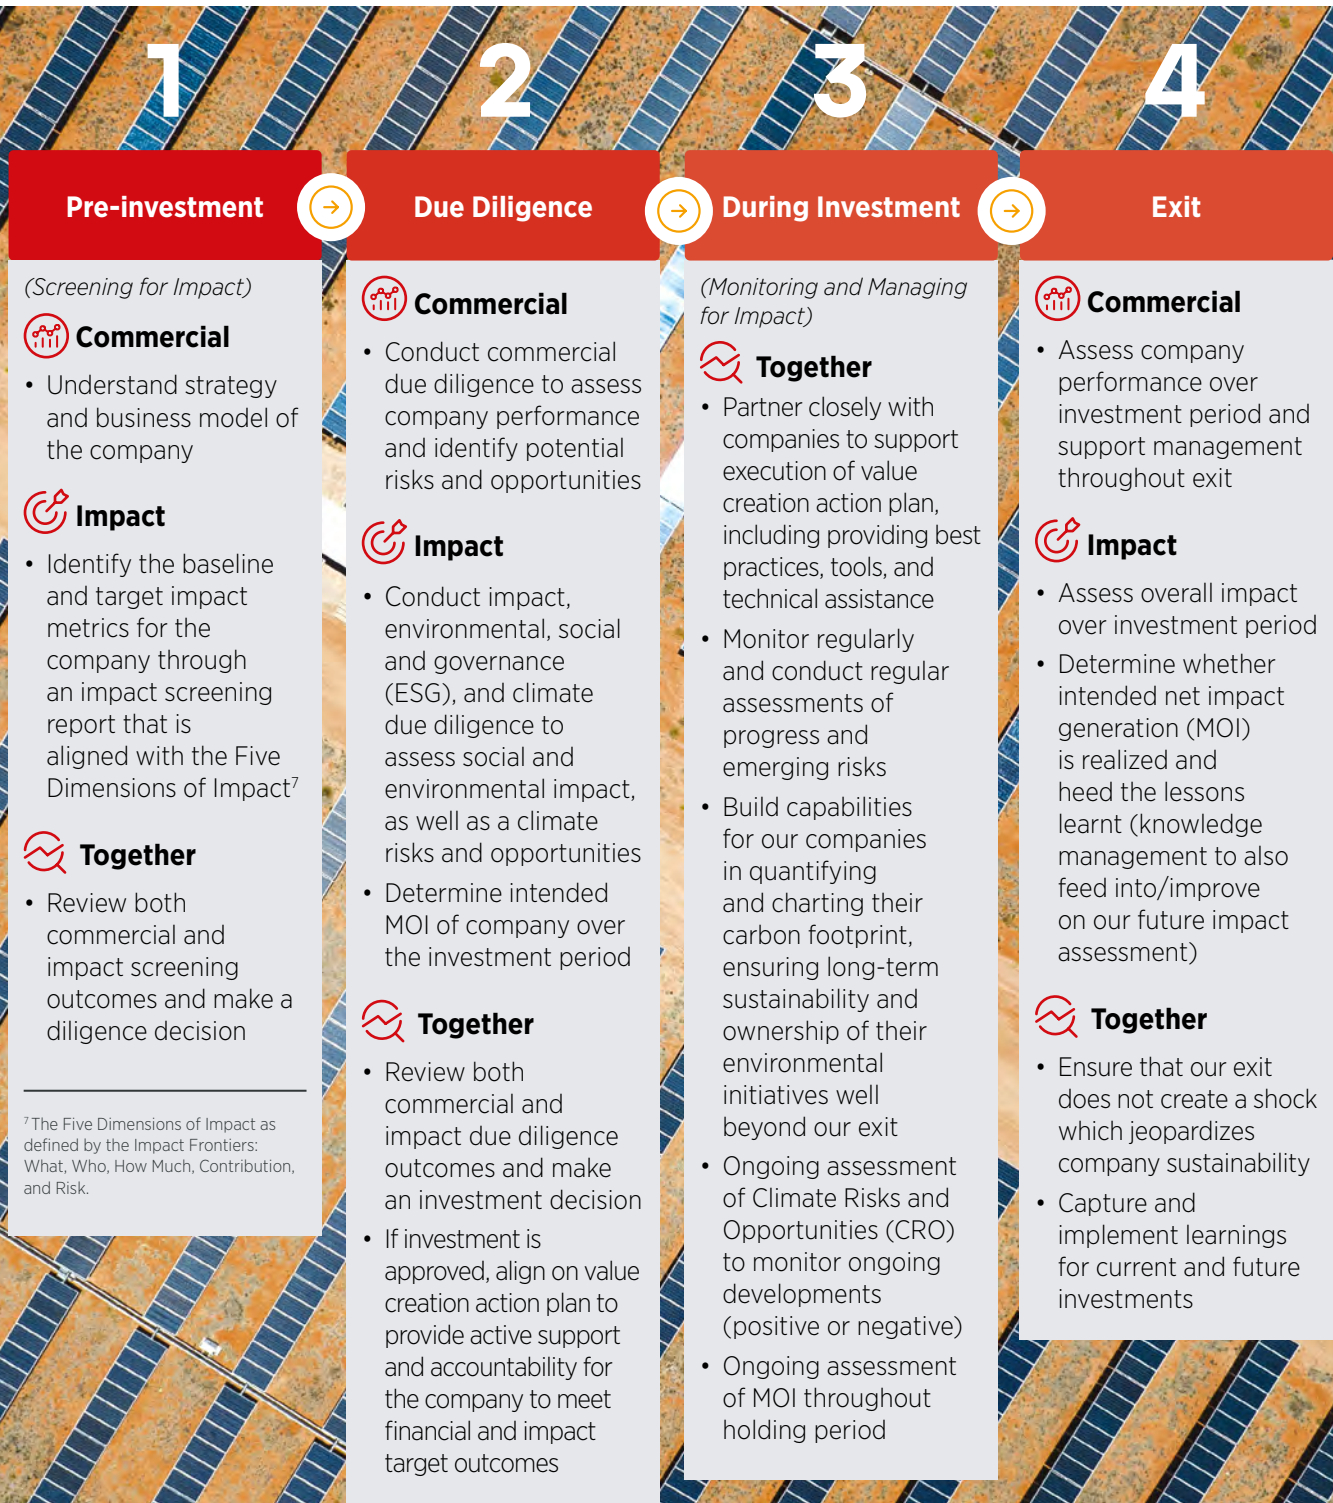 1
Pre-investment
(Screening for Impact)
Commercial
• Understand strategy
and business model of
the company
Impact
• Identify the baseline
and target impact
metrics for the
company through
an impact screening
report that is
aligned with the Five
Dimensions of Impact⁷
Together
• Review both
commercial and
impact screening
outcomes and make a
diligence decision
⁷ The Five Dimensions of Impact as
defined by the Impact Frontiers:
What, Who, How Much, Contribution,
and Risk.
2
Due Diligence
Commercial
• Conduct commercial
due diligence to assess
company performance
and identify potential
risks and opportunities
Impact
• Conduct impact,
environmental, social
and governance
(ESG), and climate
due diligence to
assess social and
environmental impact,
as well as a climate
risks and opportunities
• Determine intended
MOI of company over
the investment period
Together
• Review both
commercial and
impact due diligence
outcomes and make
an investment decision
• If investment is
approved, align on value
creation action plan to
provide active support
and accountability for
the company to meet
financial and impact
target outcomes
3
During Investment
(Monitoring and Managing
for Impact)
Together
• Partner closely with
companies to support
execution of value
creation action plan,
including providing best
practices, tools, and
technical assistance
• Monitor regularly
and conduct regular
assessments of
progress and
emerging risks
• Build capabilities
for our companies
in quantifying
and charting their
carbon footprint,
ensuring long-term
sustainability and
ownership of their
environmental
initiatives well
beyond our exit
• Ongoing assessment
of Climate Risks and
Opportunities (CRO)
to monitor ongoing
developments
(positive or negative)
• Ongoing assessment
of MOI throughout
holding period
4
Exit
Commercial
• Assess company
performance over
investment period and
support management
throughout exit
Impact
• Assess overall impact
over investment period
• Determine whether
intended net impact
generation (MOI)
is realized and
heed the lessons
learnt (knowledge
management to also
feed into/improve
on our future impact
assessment)
Together
• Ensure that our exit
does not create a shock
which jeopardizes
company sustainability
• Capture and
implement learnings
for current and future
investments